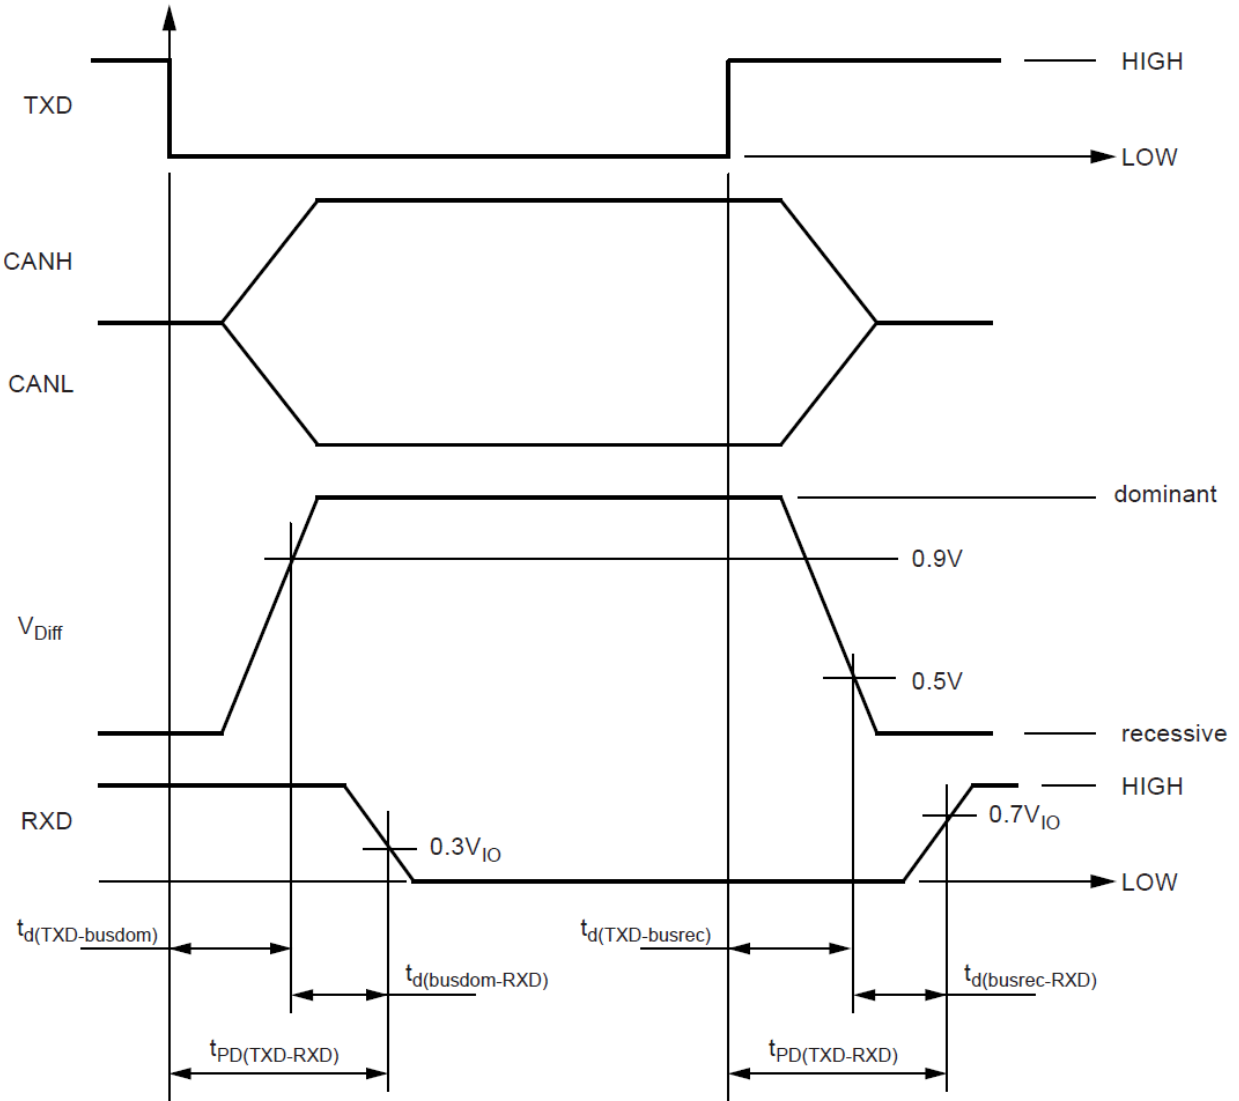 HIGH
TXD
LOW
CANH
CANL
dominant
0.9V
VDiff
0.5V
recessive
HIGH
RXD
0.7VIO
0.3VIO
LOW
td(TXD-busdom)
td(TXD-busrec)
td(busdom-RXD)
td(busrec-RXD)
tPD(TXD-RXD)
tPD(TXD-RXD)